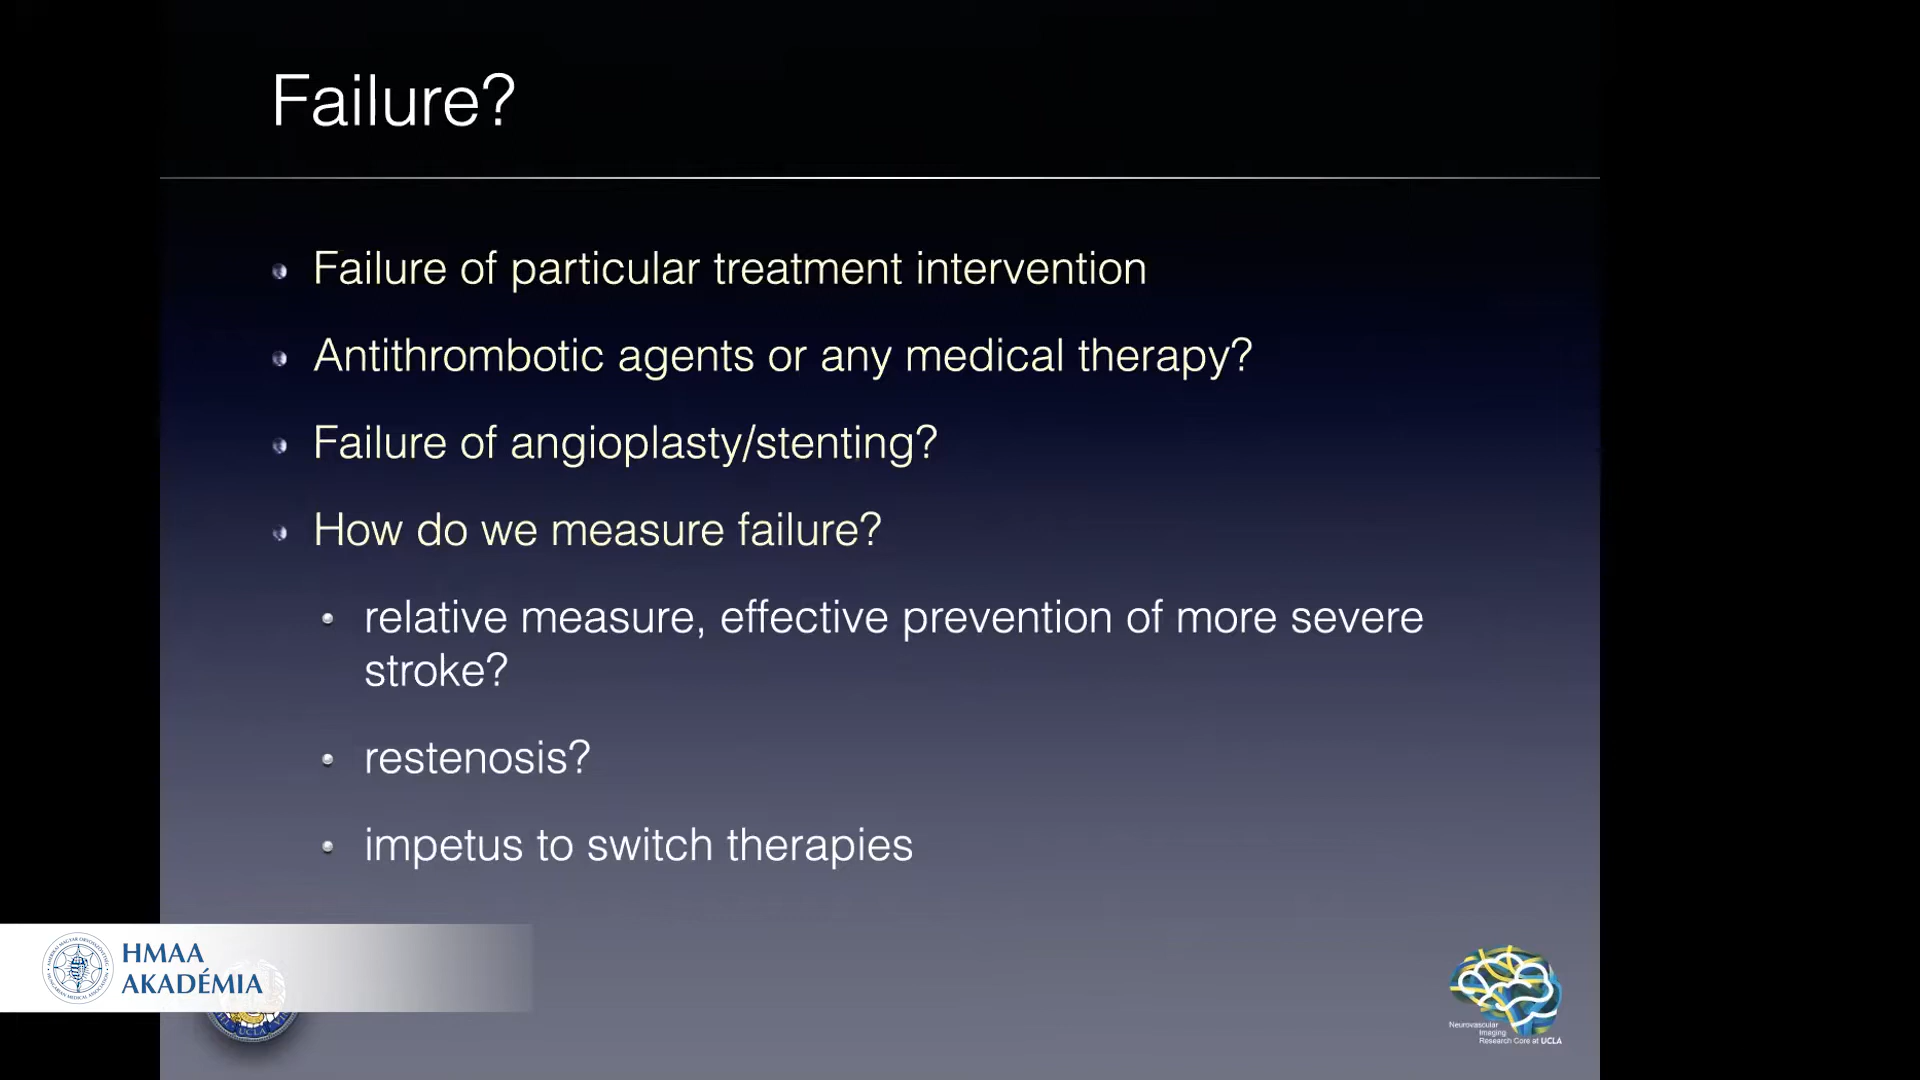 Failure?
Failure of particular treatment intervention
Antithrombotic agents or any medical therapy?
Failure of angioplasty/stenting?
How do we measure failure?
relative measure, effective prevention of more severe
stroke?
restenosis?
impetus to switch therapies
HMAA
AKADÉMIA
UCLA
Neurovascular
Imaging
Research Core at UCLA